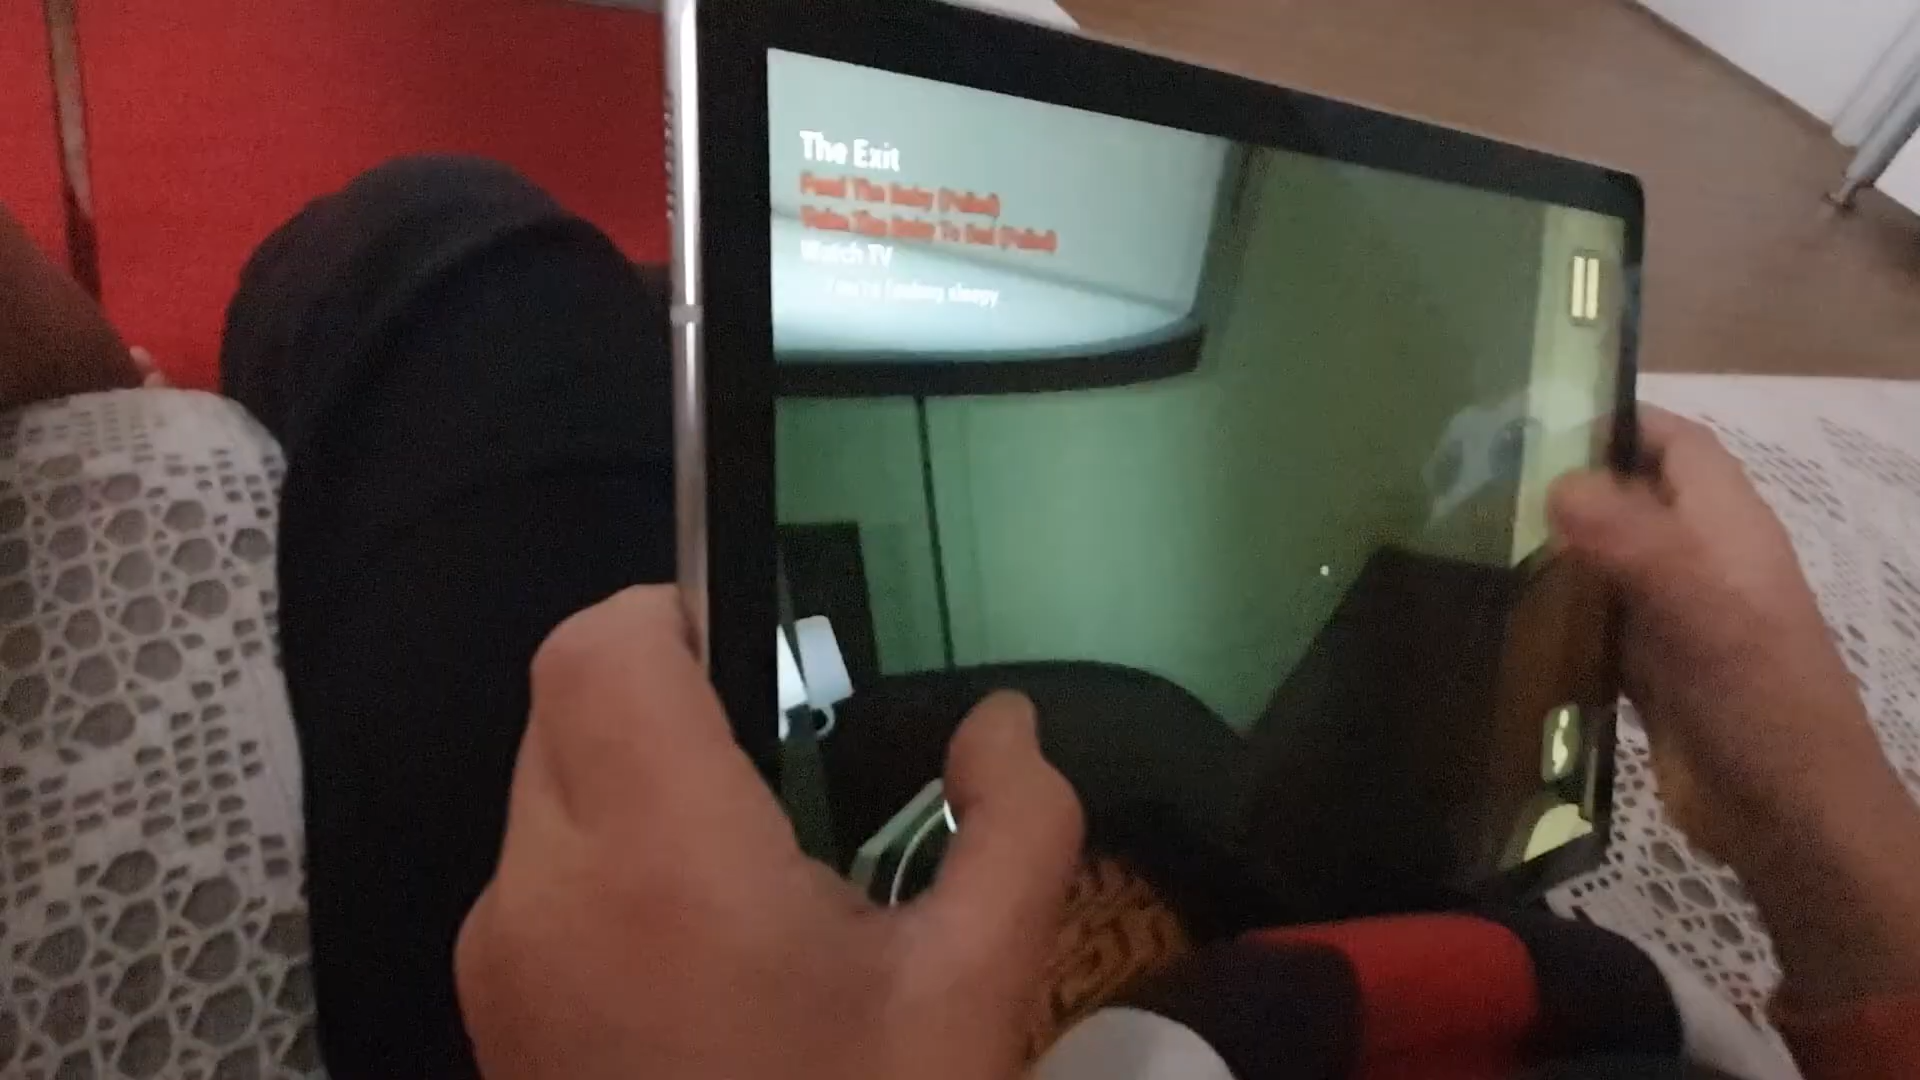 The Exit
Feed The Baby (Failed)
Take The Baby To Bed (Failed)
Watch TV
You're feeling sleepy